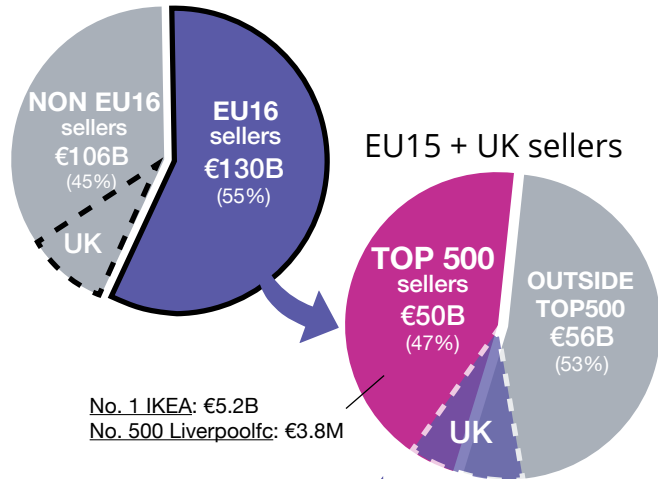 NON EU16
sellers
€106B
(45%)
UK
EU16
sellers
€130B
(55%)
EU15 + UK sellers
TOP 500
sellers
€50B
(47%)
OUTSIDE
TOP500
€56B
(53%)
UK
No. 1 IKEA: €5.2B
No. 500 Liverpoolfc: €3.8M